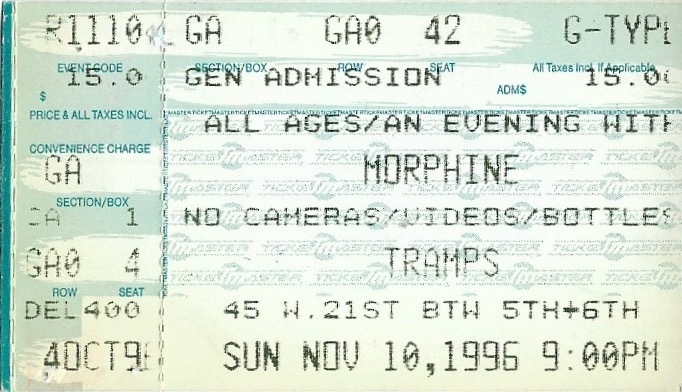 R1110 GA GA0 42 G-TYPE
EVENT CODE SECTION/BOX ROW SEAT All Taxes Incl. If Applicable
15.0 GEN ADMISSION ADM$ 15.00
$
PRICE & ALL TAXES INCL.
ALL AGES/AN EVENING WITH
CONVENIENCE CHARGE
GA MORPHINE
SECTION/BOX
CA 1 NO CAMERAS/VIDEOS/BOTTLES
GA0 4 TRAMPS
ROW SEAT
DEL400 45 W.21ST BTW 5TH+6TH
4OCT96 SUN NOV 10,1996 9:00PM